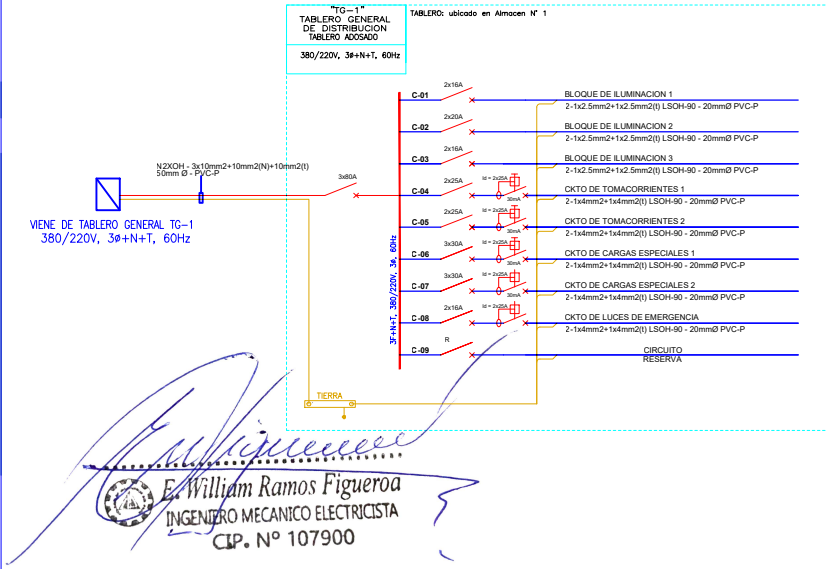 "TG-1"
TABLERO GENERAL
DE DISTRIBUCION
TABLERO ADOSADO
380/220V, 3ø+N+T, 60Hz
TABLERO: ubicado en Almacen N° 1
N2XOH - 3x10mm2+10mm2(N)+10mm2(t)
50mm Ø - PVC-P
3x80A
VIENE DE TABLERO GENERAL TG-1
380/220V, 3ø+N+T, 60Hz
3F+N+T, 380/220V, 3ø, 60Hz
C-01
2x16A
BLOQUE DE ILUMINACION 1
2-1x2.5mm2+1x2.5mm2(t) LSOH-90 - 20mmØ PVC-P
C-02
2x20A
BLOQUE DE ILUMINACION 2
2-1x2.5mm2+1x2.5mm2(t) LSOH-90 - 20mmØ PVC-P
C-03
2x16A
BLOQUE DE ILUMINACION 3
2-1x2.5mm2+1x2.5mm2(t) LSOH-90 - 20mmØ PVC-P
C-04
2x25A
Id = 2x25A
30mA
CKTO DE TOMACORRIENTES 1
2-1x4mm2+1x4mm2(t) LSOH-90 - 20mmØ PVC-P
C-05
2x25A
Id = 2x25A
30mA
CKTO DE TOMACORRIENTES 2
2-1x4mm2+1x4mm2(t) LSOH-90 - 20mmØ PVC-P
C-06
3x30A
Id = 2x25A
30mA
CKTO DE CARGAS ESPECIALES 1
2-1x4mm2+1x4mm2(t) LSOH-90 - 20mmØ PVC-P
C-07
3x30A
Id = 2x25A
30mA
CKTO DE CARGAS ESPECIALES 2
2-1x4mm2+1x4mm2(t) LSOH-90 - 20mmØ PVC-P
C-08
2x16A
Id = 2x25A
30mA
CKTO DE LUCES DE EMERGENCIA
2-1x4mm2+1x4mm2(t) LSOH-90 - 20mmØ PVC-P
C-09
R
CIRCUITO
RESERVA
TIERRA
E. William Ramos Figueroa
INGENIERO MECANICO ELECTRICISTA
CIP. N° 107900